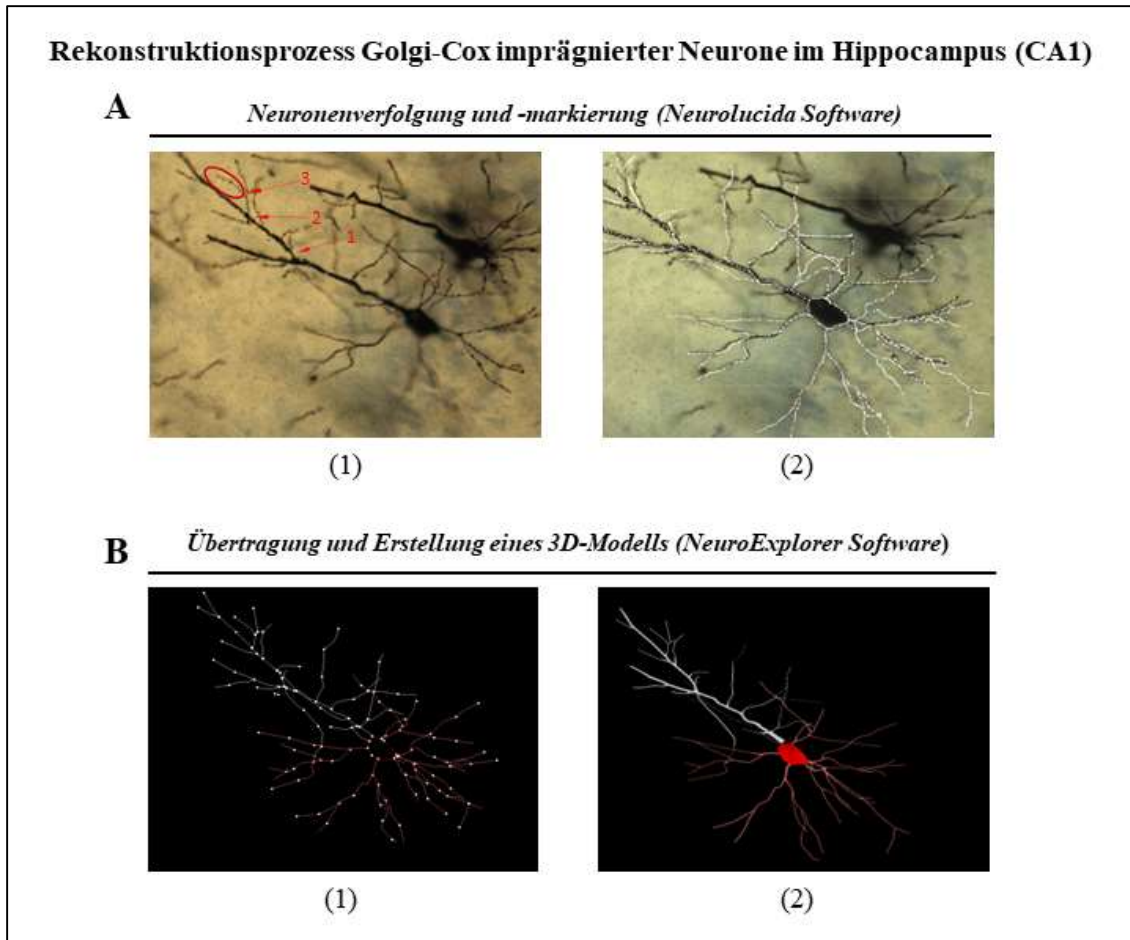 Rekonstruktionsprozess Golgi-Cox imprägnierter Neurone im Hippocampus (CA1)
A
Neuronenverfolgung und -markierung (Neurolucida Software)
3
2
1
(1)
(2)
B
Übertragung und Erstellung eines 3D-Modells (NeuroExplorer Software)
(1)
(2)